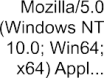 Mozilla/5.0
(Windows NT
10.0; Win64;
x64) Appl...